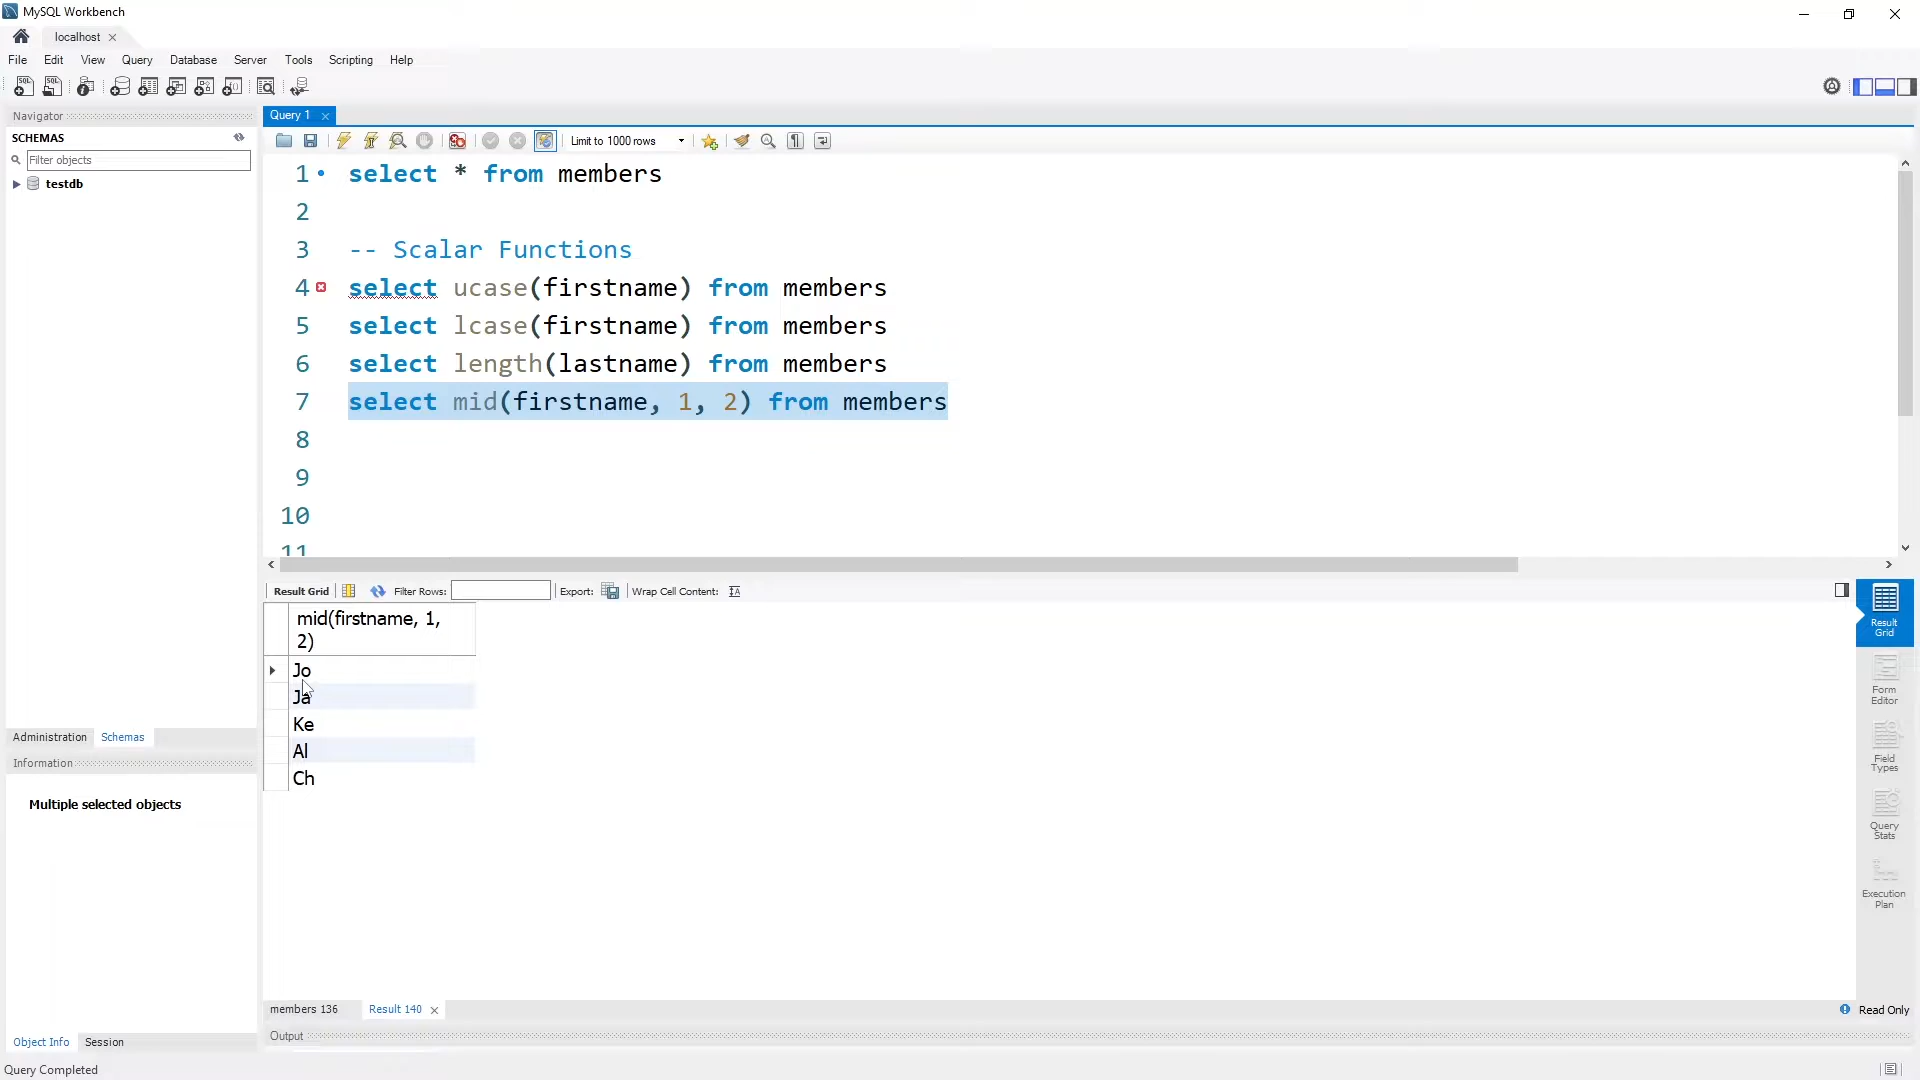 MySQL Workbench
localhost
File Edit View Query Database Server Tools Scripting Help
Navigator
SCHEMAS
Filter objects
testdb
Administration Schemas
Information
Multiple selected objects
Object Info Session
Query Completed
Query 1
Limit to 1000 rows
1 select * from members
2
3 -- Scalar Functions
4 select ucase(firstname) from members
5 select lcase(firstname) from members
6 select length(lastname) from members
7 select mid(firstname, 1, 2) from members
8
9
10
11
Result Grid Filter Rows: Export: Wrap Cell Content:
mid(firstname, 1,
2)
Jo
Ja
Ke
Al
Ch
Result
Grid
Form
Editor
Field
Types
Query
Stats
Execution
Plan
members 136 Result 140 Read Only
Output